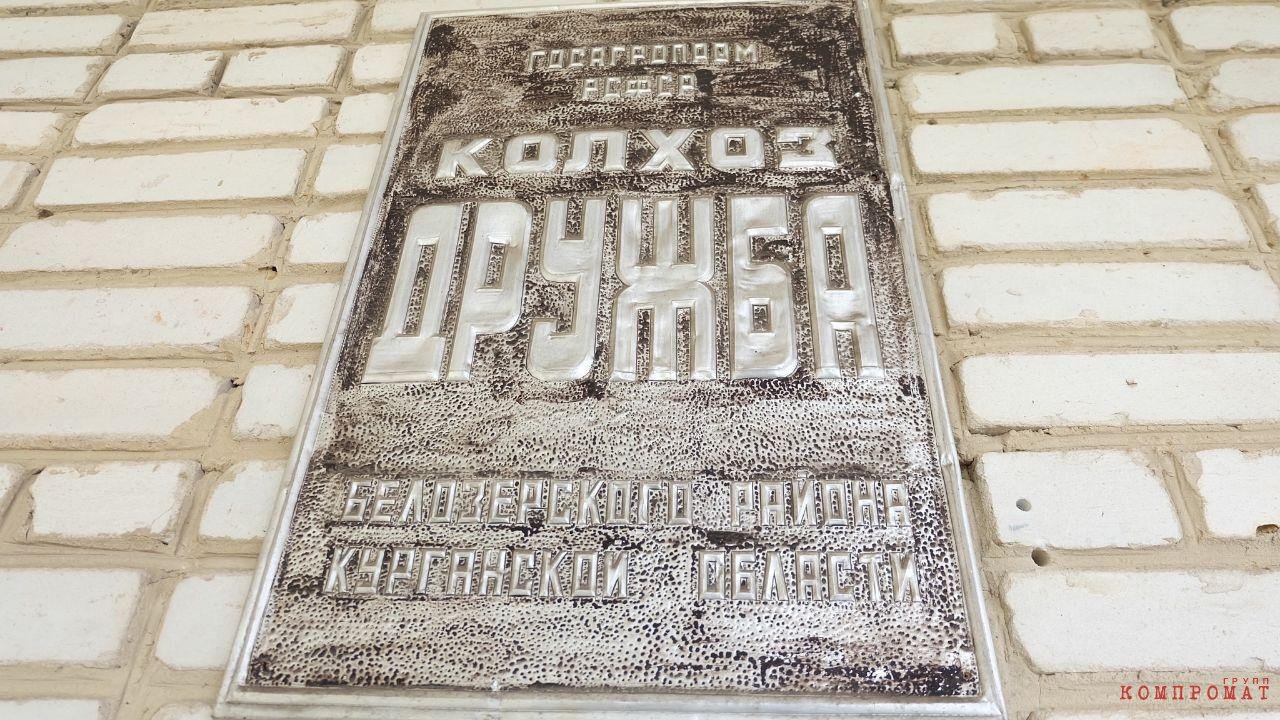 ГОСАГРОПРОМ
РСФСР
КОЛХОЗ
ДРУЖБА
БЕЛОЗЕРСКОГО РАЙОНА
КУРГАНСКОЙ ОБЛАСТИ
ГРУПП
КОМПРОМАТ